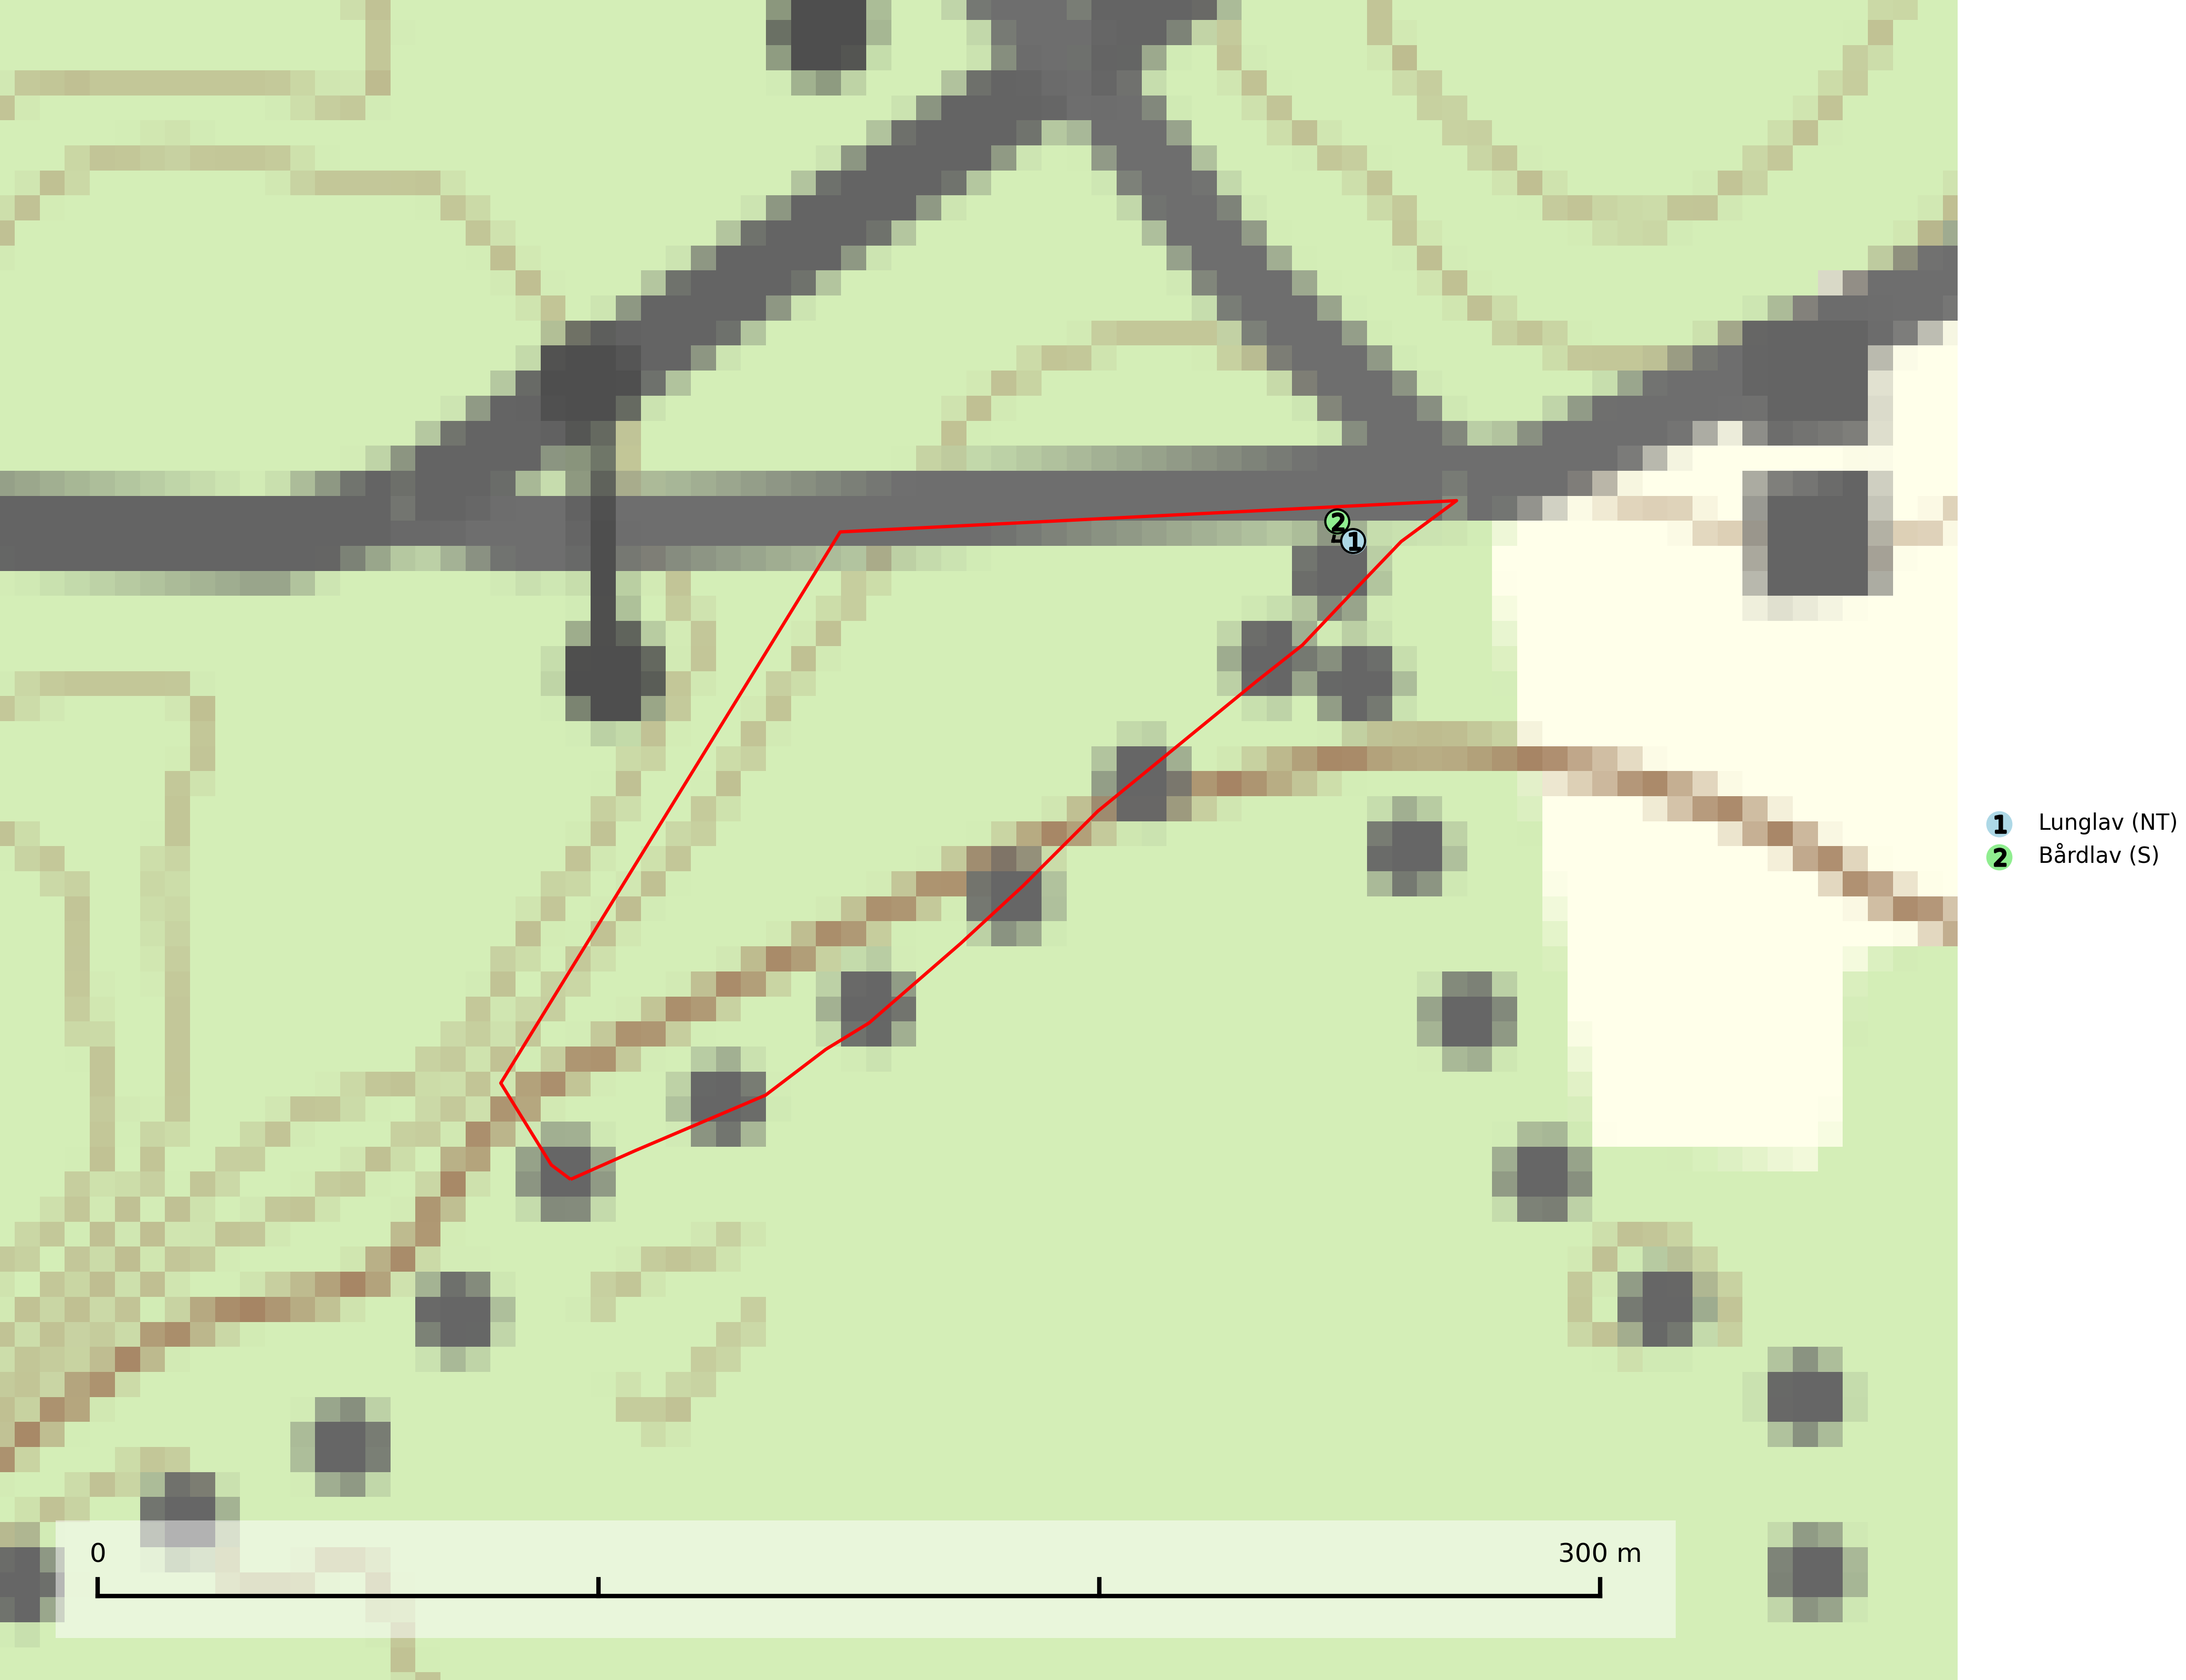 2
1
1 Lunglav (NT)
2 Bårdlav (S)
0 300 m